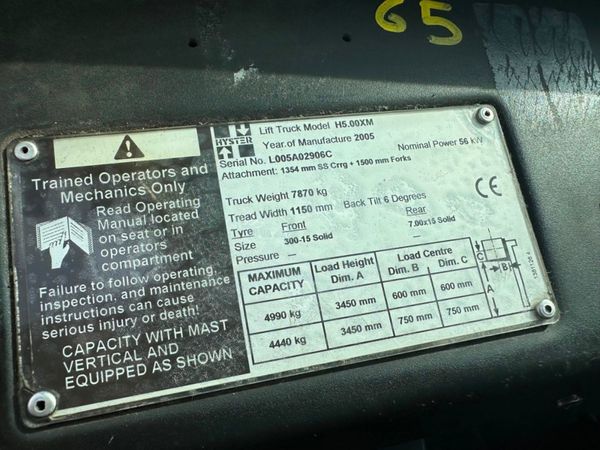 65
HYSTER
Lift Truck Model H5.00XM
Year of Manufacture 2005
Serial No. L005A02906C Nominal Power 56 kW
Attachment: 1354 mm SS Crrg + 1500 mm Forks
Truck Weight 7870 kg
Tread Width 1150 mm Back Tilt 6 Degrees
Tyre Front Rear
Size 300-15 Solid 7.00x15 Solid
Pressure — —
MAXIMUM CAPACITY Load Height Dim. A Load Centre Dim. B Dim. C
4990 kg 3450 mm 600 mm 600 mm
4440 kg 3450 mm 750 mm 750 mm
B
C
A
CE
Trained Operators and
Mechanics Only
Read Operating
Manual located
on seat or in
operators
compartment
Failure to follow operating,
inspection, and maintenance
instructions can cause
serious injury or death!
CAPACITY WITH MAST
VERTICAL AND
EQUIPPED AS SHOWN